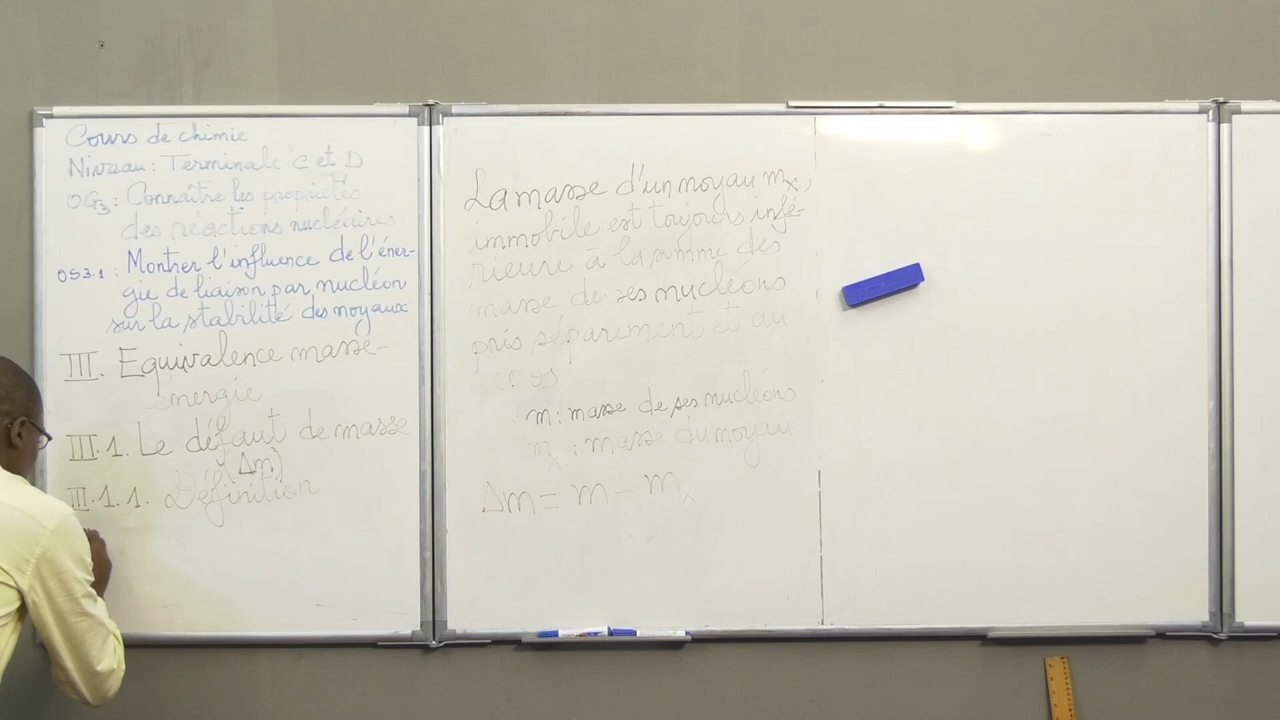 Cours de chimie
Niveau : Terminale C et D
OG3 : Connaître les propriétés
des réactions nucléaires
OS3.1 : Montrer l'influence de l'éner-
gie de liaison par nucléon
sur la stabilité des noyaux
III. Equivalence masse-
énergie
III.1. Le défaut de masse
(Δm)
III.1.1. Définition
La masse d'un noyau mx,
immobile est toujours infé-
rieure à la somme des
masse de ses nucléons
pris séparement et au
m : masse de ses nucléons
mx : masse du noyau
Δm = m - mx